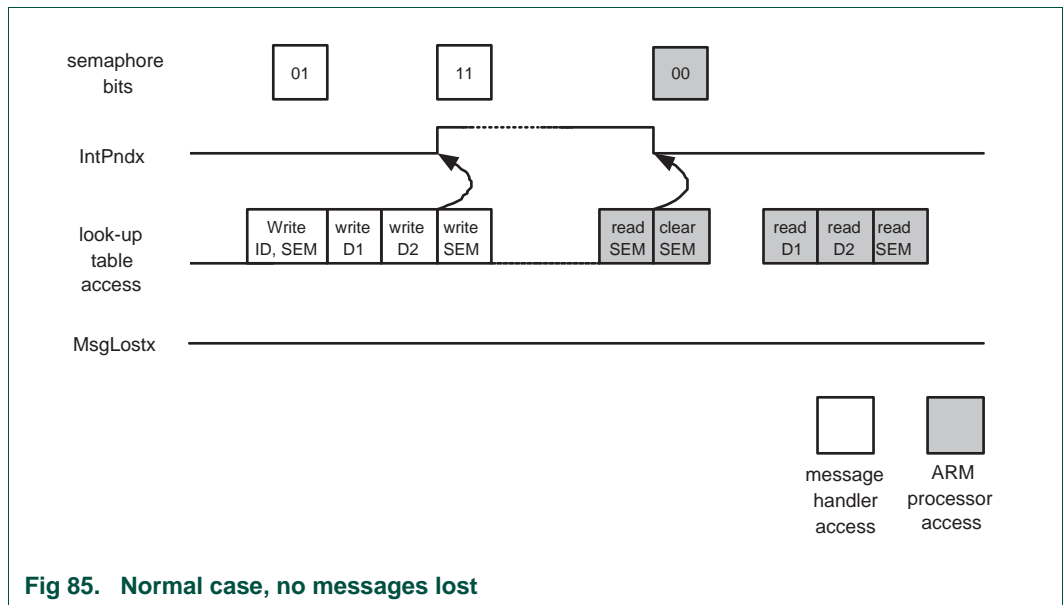 semaphore
bits
01
11
00
IntPndx
look-up
table
access
Write
ID, SEM
write
D1
write
D2
write
SEM
read
SEM
clear
SEM
read
D1
read
D2
read
SEM
MsgLostx
message
handler
access
ARM
processor
access
Fig 85. Normal case, no messages lost